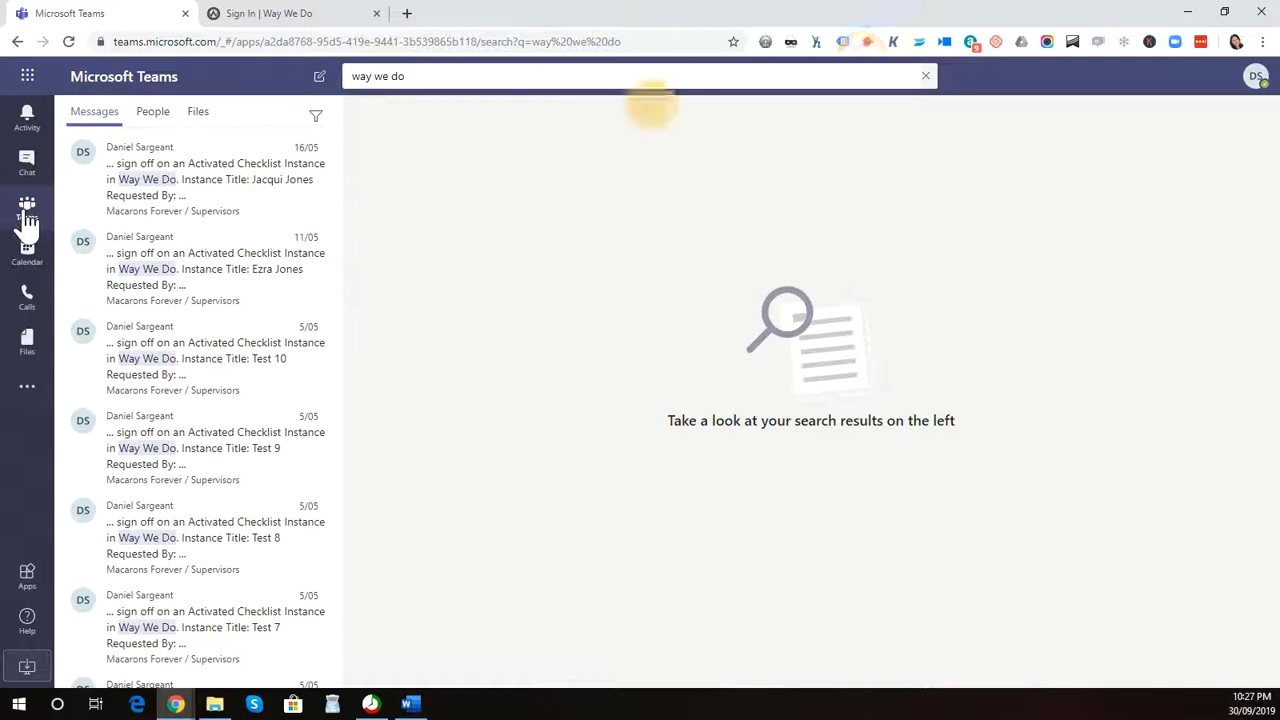 Microsoft Teams
Sign In | Way We Do
teams.microsoft.com/_#/apps/a2da8768-95d5-419e-9441-3b539865b118/search?q=way%20we%20do
9
Microsoft Teams
way we do
DS
Activity
Chat
Calendar
Calls
Files
Apps
Help
Messages
People
Files
DS
Daniel Sargeant
16/05
... sign off on an Activated Checklist Instance
in Way We Do. Instance Title: Jacqui Jones
Requested By: ...
Macarons Forever / Supervisors
DS
Daniel Sargeant
11/05
... sign off on an Activated Checklist Instance
in Way We Do. Instance Title: Ezra Jones
Requested By: ...
Macarons Forever / Supervisors
DS
Daniel Sargeant
5/05
... sign off on an Activated Checklist Instance
in Way We Do. Instance Title: Test 10
Requested By: ...
Macarons Forever / Supervisors
DS
Daniel Sargeant
5/05
... sign off on an Activated Checklist Instance
in Way We Do. Instance Title: Test 9
Requested By: ...
Macarons Forever / Supervisors
DS
Daniel Sargeant
5/05
... sign off on an Activated Checklist Instance
in Way We Do. Instance Title: Test 8
Requested By: ...
Macarons Forever / Supervisors
DS
Daniel Sargeant
5/05
... sign off on an Activated Checklist Instance
in Way We Do. Instance Title: Test 7
Requested By: ...
Macarons Forever / Supervisors
Daniel Sargeant
5/05
Take a look at your search results on the left
10:27 PM
30/09/2019